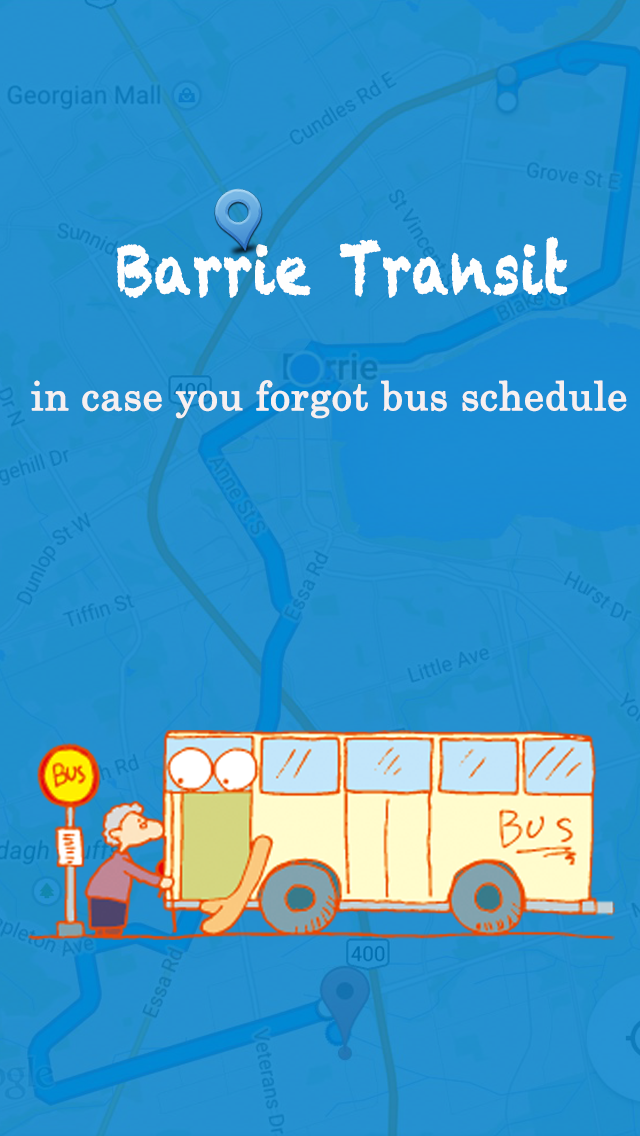 Georgian Mall
Cundles Rd E
Grove St E
St Vincent
Sunnid
Barrie Transit
Blake St
400
in case you forgot bus schedule
Dr N
gehill Dr
Anne St S
Dunlop St W
Essa Rd
Hurst Dr
Tiffin St
Little Ave
Yo
BUS
h Rd
BUS
dagh
pleton Ave
400
Essa Rd
Veterans Dr
ogle